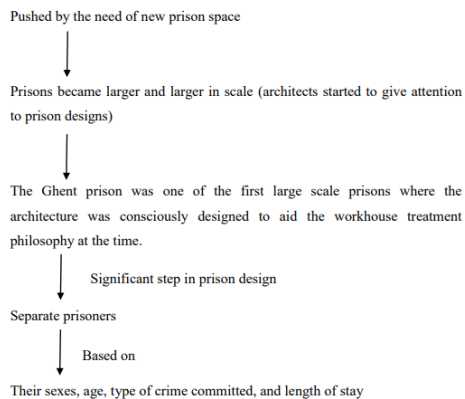 Pushed by the need of new prison space
Prisons became larger and larger in scale (architects started to give attention
to prison designs)
The Ghent prison was one of the first large scale prisons where the
architecture was consciously designed to aid the workhouse treatment
philosophy at the time.
Significant step in prison design
Separate prisoners
Based on
Their sexes, age, type of crime committed, and length of stay